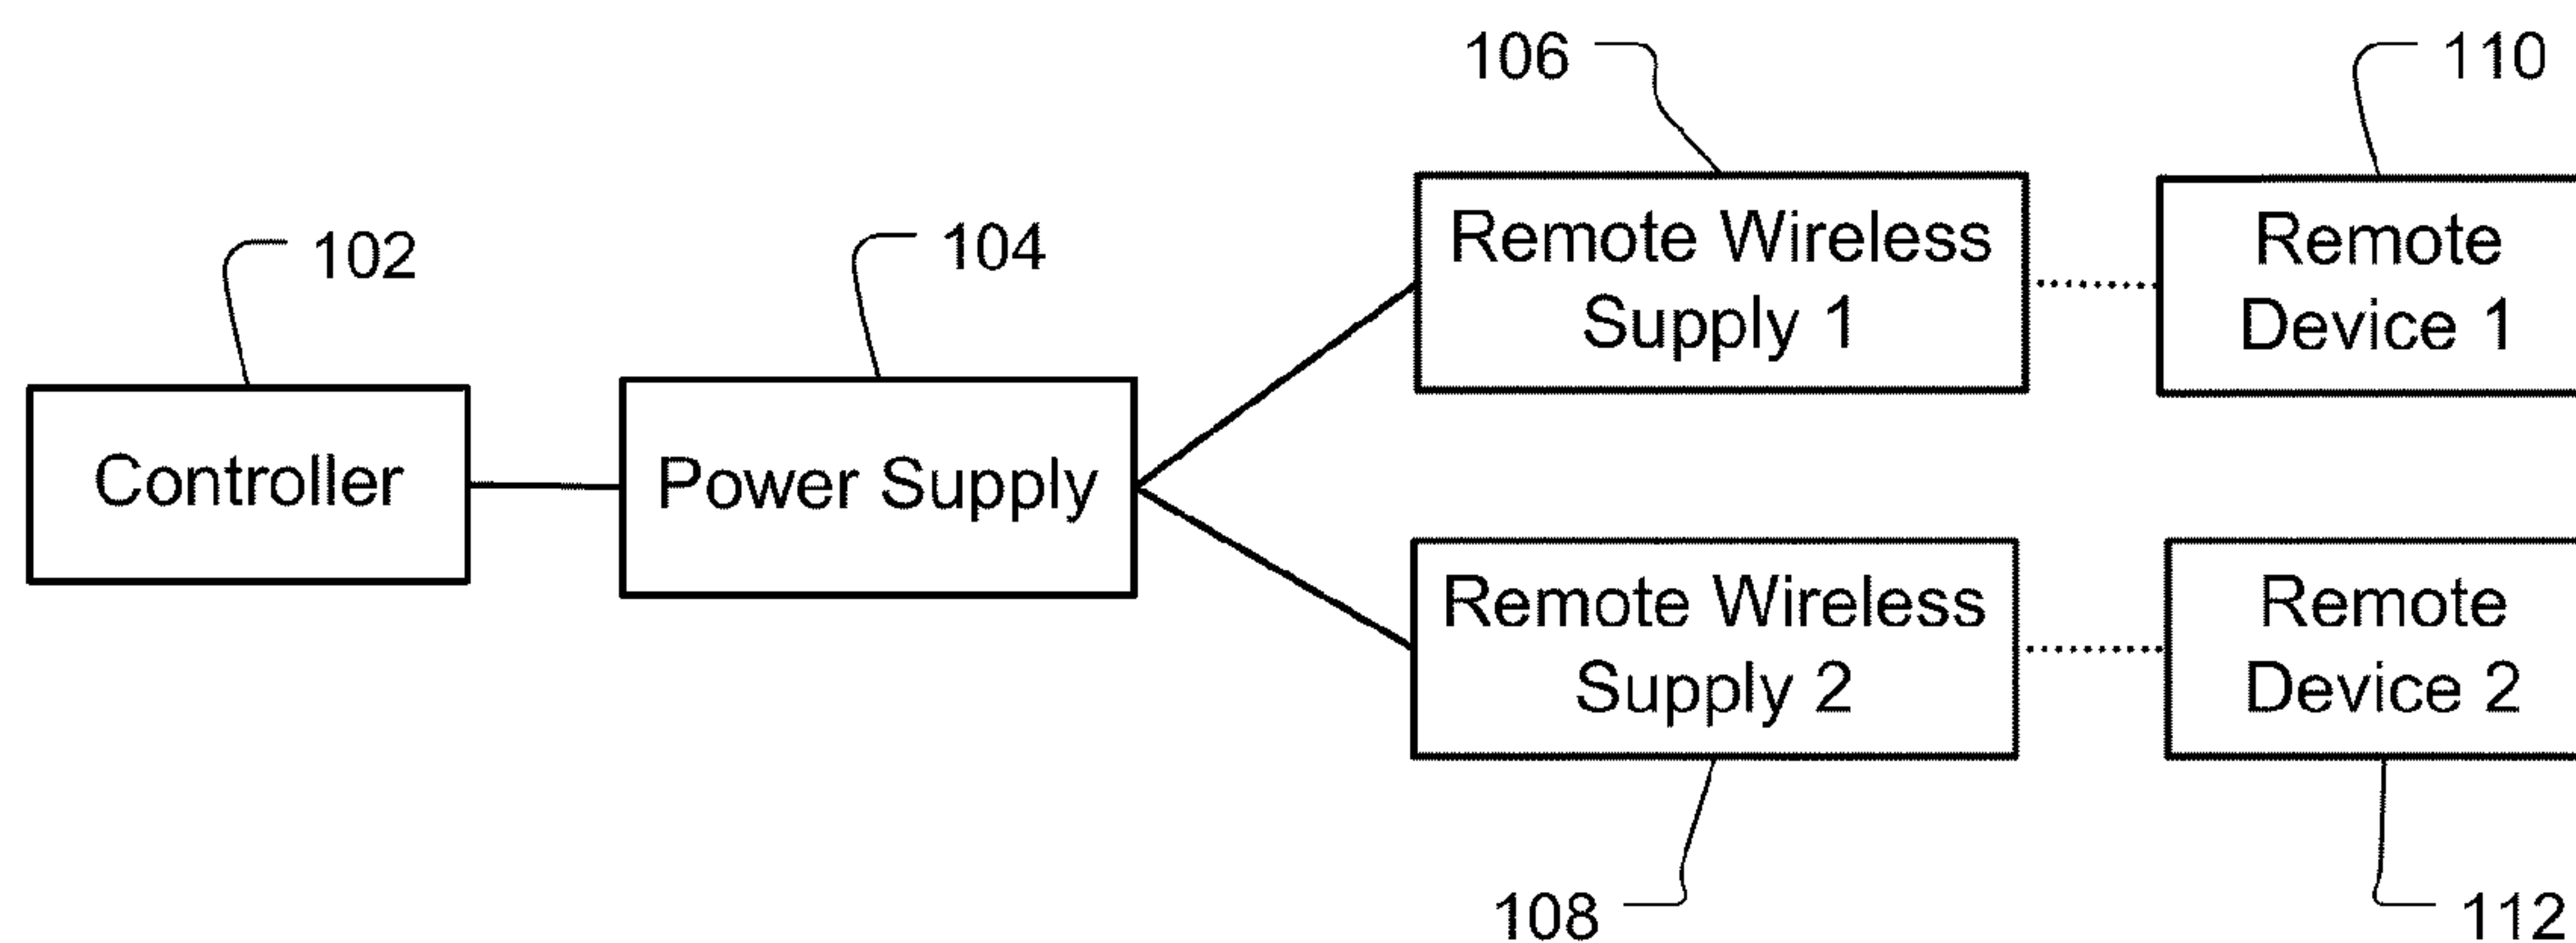 106
110
102
104
Remote Wireless
Supply 1
Remote
Device 1
Controller
Power Supply
Remote Wireless
Supply 2
Remote
Device 2
108
112